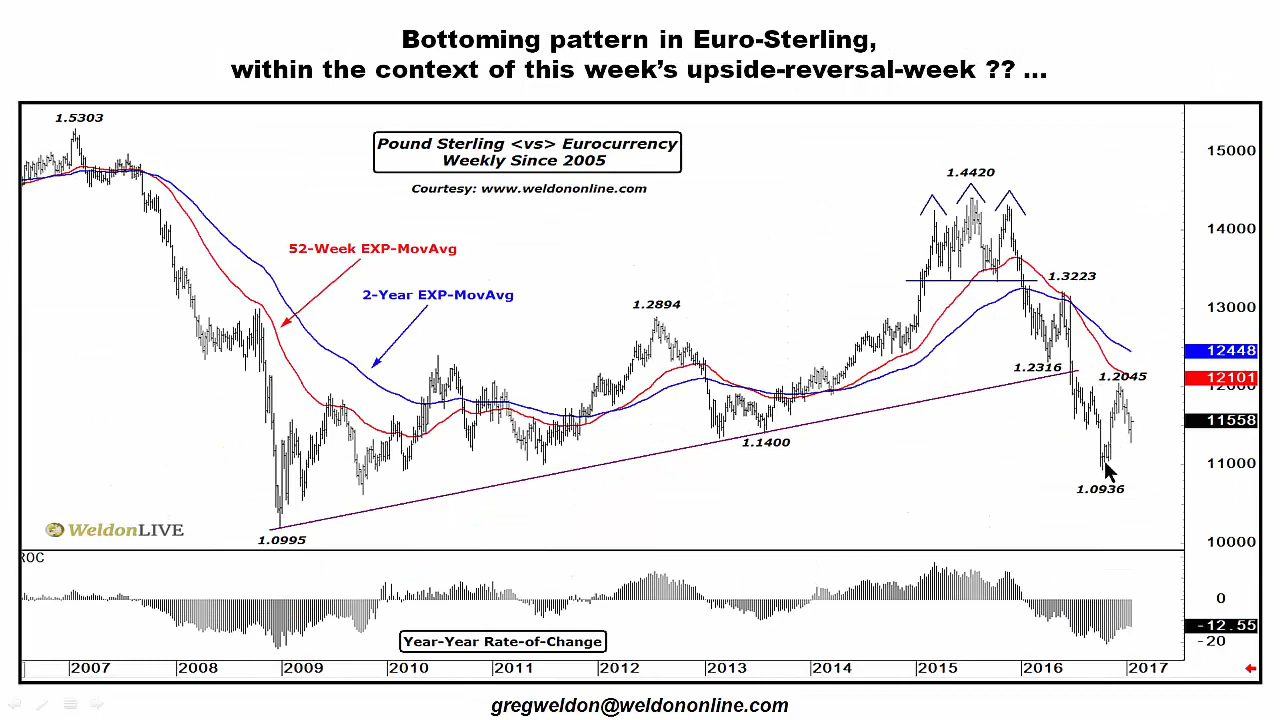 Bottoming pattern in Euro-Sterling,
within the context of this week's upside-reversal-week ?? ...
1.5303
Pound Sterling <vs> Eurocurrency
Weekly Since 2005
Courtesy: www.weldononline.com
52-Week EXP-MovAvg
2-Year EXP-MovAvg
1.2894
1.4420
1.3223
1.2316
1.2045
1.1400
1.0936
1.0995
WeldonLIVE
15000
14000
13000
12448
12101
12000
11558
11000
10000
ROC
Year-Year Rate-of-Change
0
-12.55
-20
2007 2008 2009 2010 2011 2012 2013 2014 2015 2016 2017
gregweldon@weldononline.com